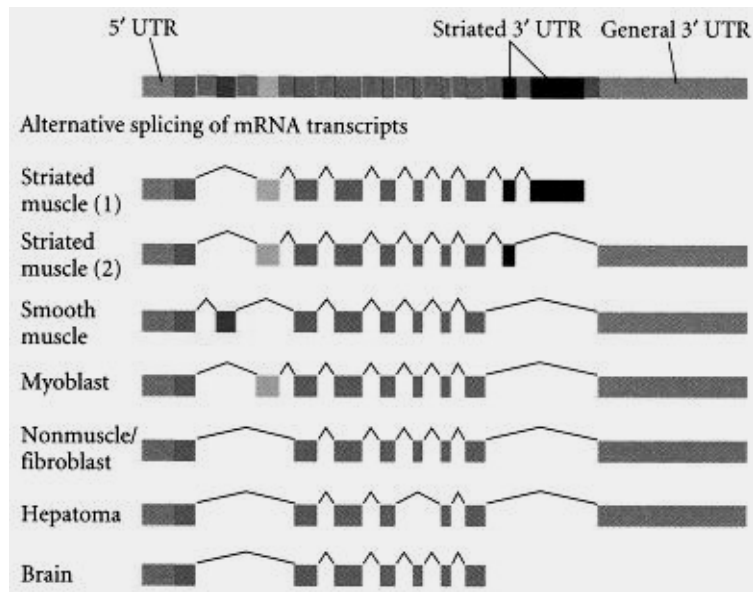 5′ UTR
Striated 3′ UTR
General 3′ UTR
Alternative splicing of mRNA transcripts
Striated
muscle (1)
Striated
muscle (2)
Smooth
muscle
Myoblast
Nonmuscle/
fibroblast
Hepatoma
Brain